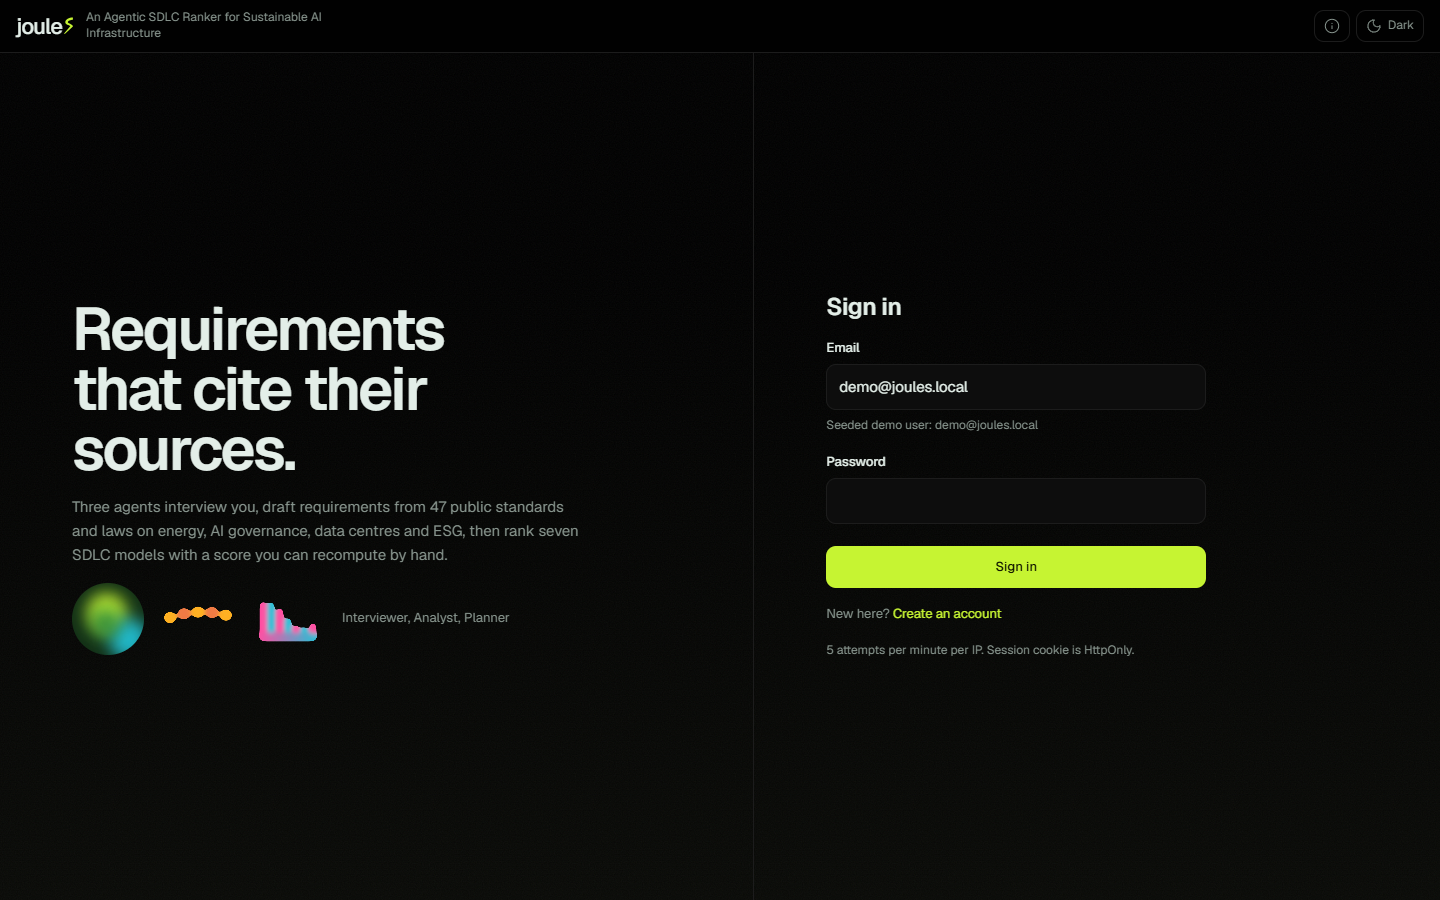 joules
An Agentic SDLC Ranker for Sustainable AI
Infrastructure
Dark
Requirements
that cite their
sources.
Three agents interview you, draft requirements from 47 public standards
and laws on energy, AI governance, data centres and ESG, then rank seven
SDLC models with a score you can recompute by hand.
Interviewer, Analyst, Planner
Sign in
Email
demo@joules.local
Seeded demo user: demo@joules.local
Password
Sign in
New here? Create an account
5 attempts per minute per IP. Session cookie is HttpOnly.